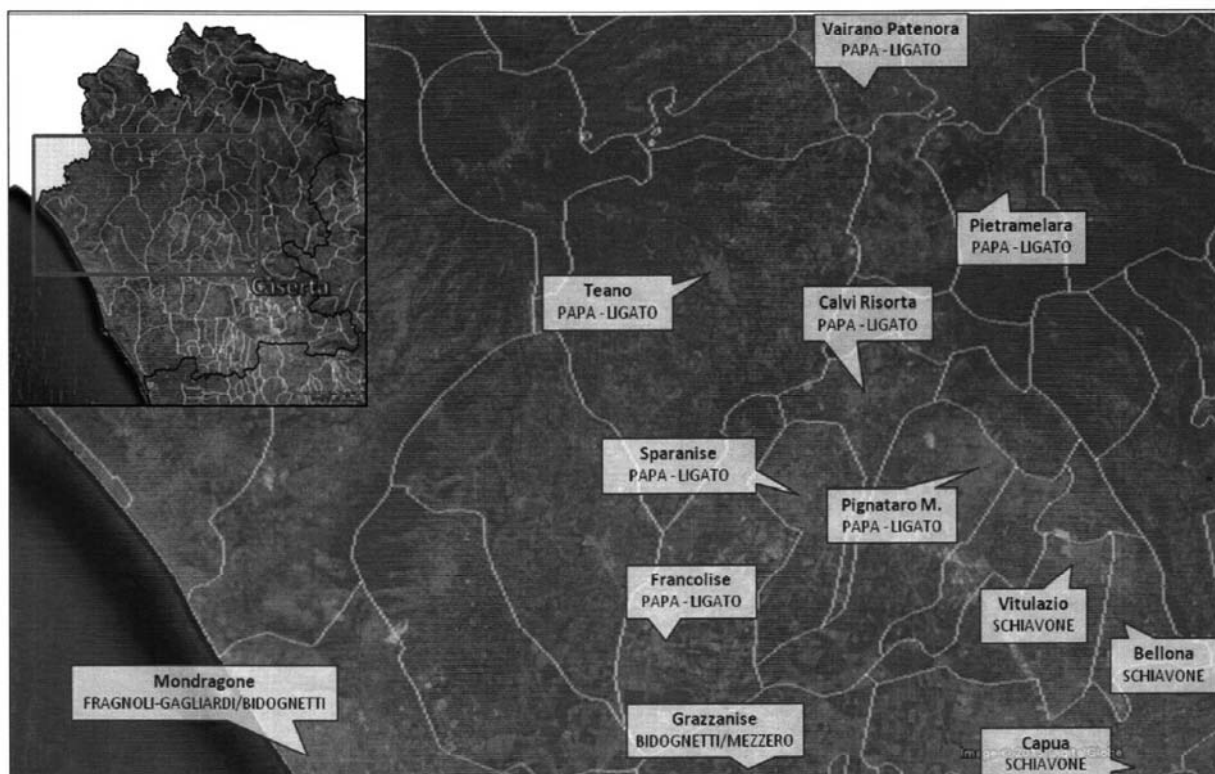 Vairano Patenora
PAPA - LIGATO
Caserta
Pietramelara
PAPA - LIGATO
Teano
PAPA - LIGATO
Calvi Risorta
PAPA - LIGATO
Sparanise
PAPA - LIGATO
Pignataro M.
PAPA - LIGATO
Francolise
PAPA - LIGATO
Vitulazio
SCHIAVONE
Bellona
SCHIAVONE
Mondragone
FRAGNOLI-GAGLIARDI/BIDOGNETTI
Grazzanise
BIDOGNETTI/MEZZERO
Capua
SCHIAVONE